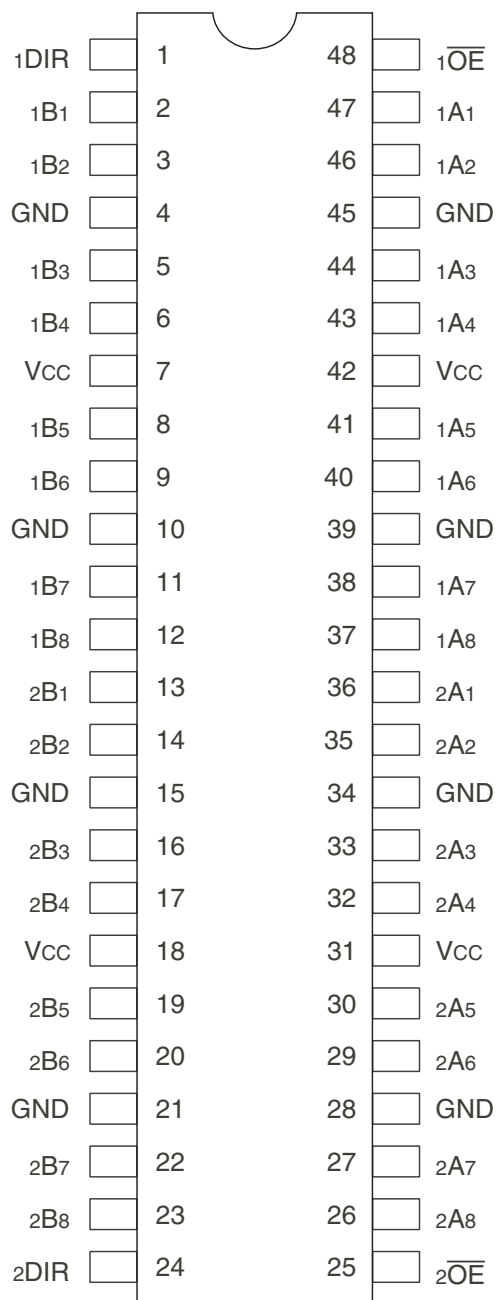 1DIR 1 48 1O̅E̅
1B1 2 47 1A1
1B2 3 46 1A2
GND 4 45 GND
1B3 5 44 1A3
1B4 6 43 1A4
VCC 7 42 VCC
1B5 8 41 1A5
1B6 9 40 1A6
GND 10 39 GND
1B7 11 38 1A7
1B8 12 37 1A8
2B1 13 36 2A1
2B2 14 35 2A2
GND 15 34 GND
2B3 16 33 2A3
2B4 17 32 2A4
VCC 18 31 VCC
2B5 19 30 2A5
2B6 20 29 2A6
GND 21 28 GND
2B7 22 27 2A7
2B8 23 26 2A8
2DIR 24 25 2O̅E̅